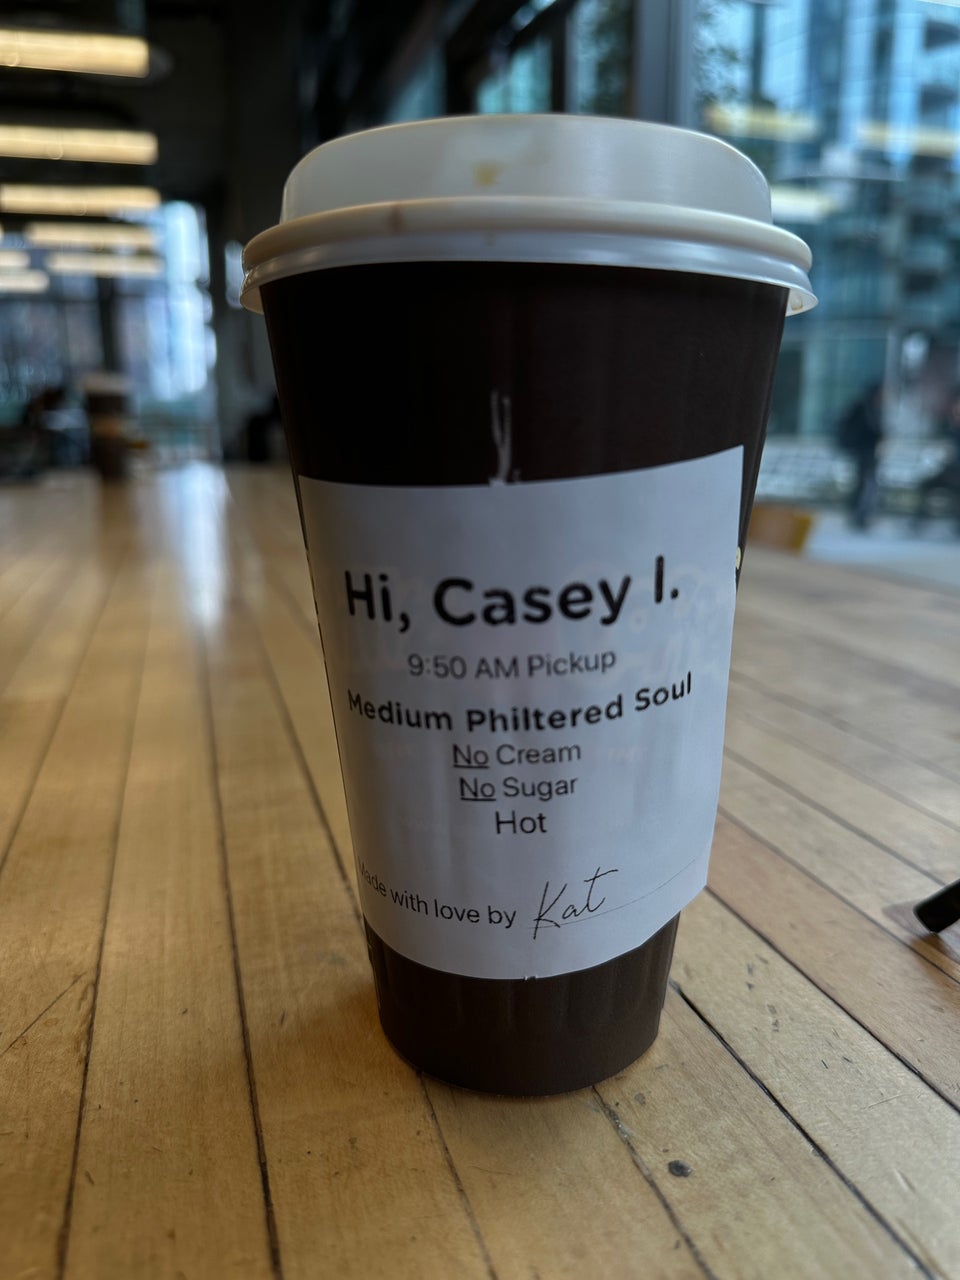 Hi, Casey I.
9:50 AM Pickup
Medium Philtered Soul
No Cream
No Sugar
Hot
Made with love by Kat